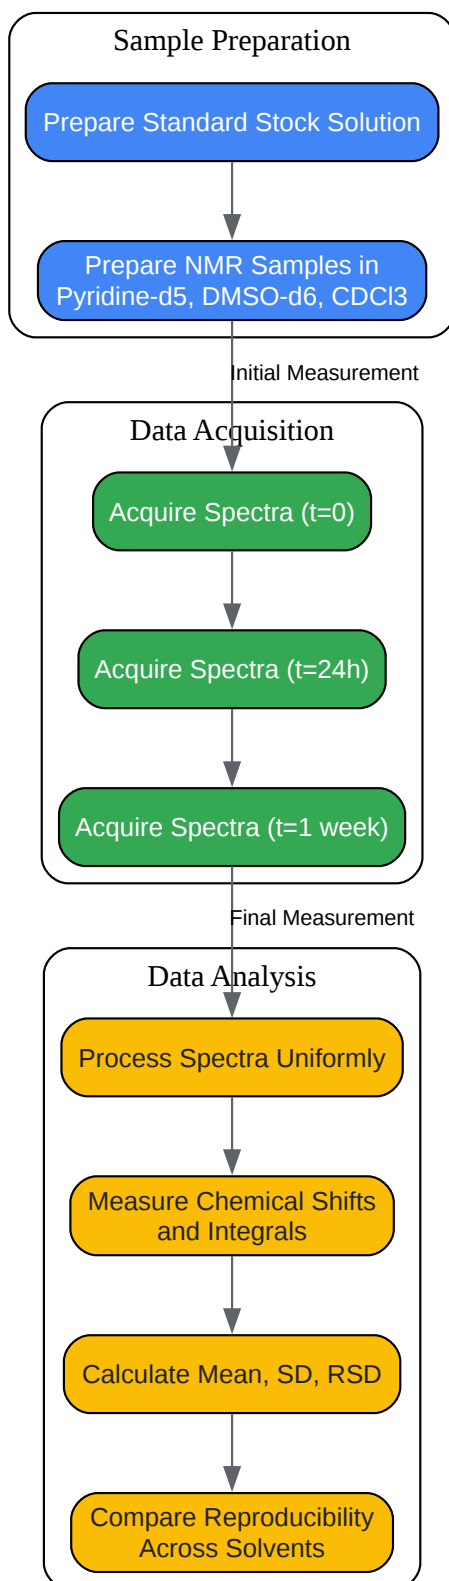 Sample Preparation
Prepare Standard Stock Solution
Prepare NMR Samples in
Pyridine-d5, DMSO-d6, CDCl3
Initial Measurement
Data Acquisition
Acquire Spectra (t=0)
Acquire Spectra (t=24h)
Acquire Spectra (t=1 week)
Final Measurement
Data Analysis
Process Spectra Uniformly
Measure Chemical Shifts
and Integrals
Calculate Mean, SD, RSD
Compare Reproducibility
Across Solvents